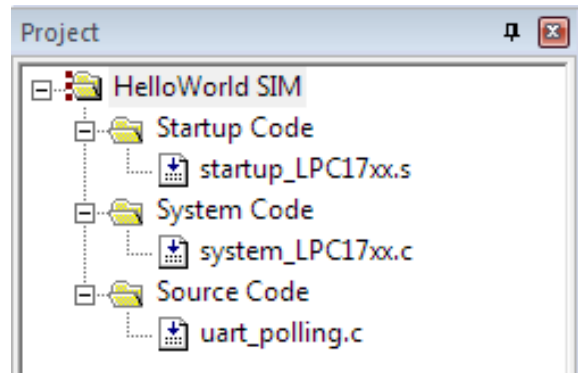 Project
HelloWorld SIM
Startup Code
startup_LPC17xx.s
System Code
system_LPC17xx.c
Source Code
uart_polling.c